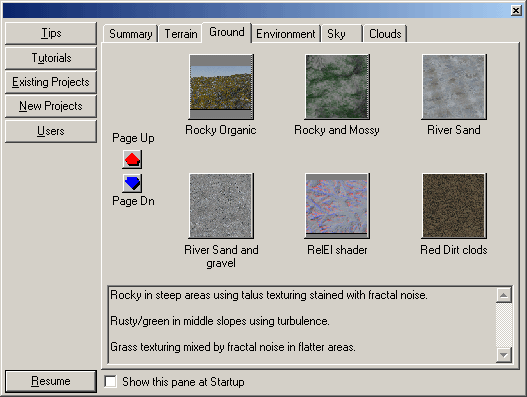 Tips
Tutorials
Existing Projects
New Projects
Users
Summary Terrain Ground Environment Sky Clouds
Page Up
Page Dn
Rocky Organic Rocky and Mossy River Sand
River Sand and gravel RelEl shader Red Dirt clods
Rocky in steep areas using talus texturing stained with fractal noise.
Rusty/green in middle slopes using turbulence.
Grass texturing mixed by fractal noise in flatter areas.
Resume
Show this pane at Startup